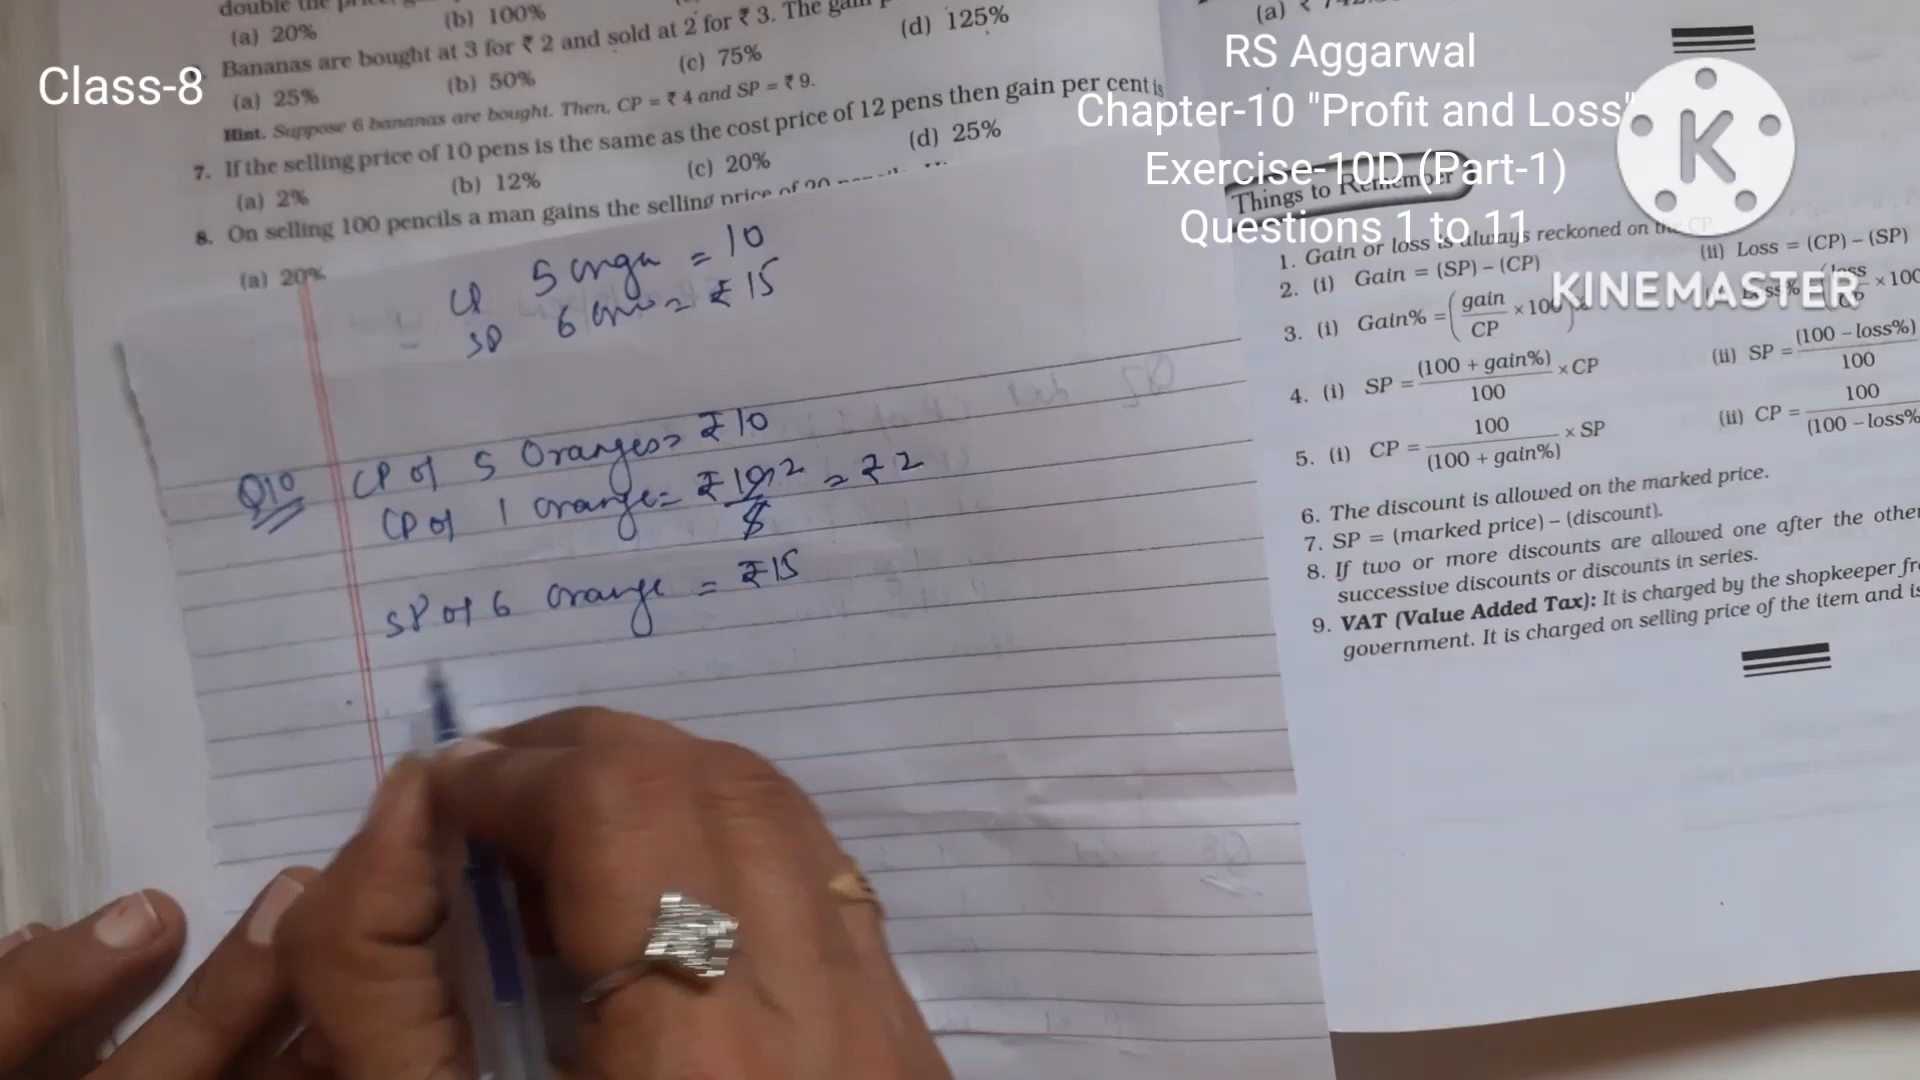 double the
(a) 20%
(b) 100%
Bananas are bought at 3 for ₹ 2 and sold at 2 for ₹ 3. The gain
(a) 25%
(b) 50%
(c) 75%
(d) 125%
Hint. Suppose 6 bananas are bought. Then, CP = ₹ 4 and SP = ₹ 9.
7. If the selling price of 10 pens is the same as the cost price of 12 pens then gain per cent is
(a) 2%
(b) 12%
(c) 20%
(d) 25%
8. On selling 100 pencils a man gains the selling price of 20
(a) 20%
CP 5 = 10
SP 6 = ₹ 15
Q10 CP of 5 Oranges = ₹10
CP of 1 orange = ₹ 10 2 = ₹ 2
5
SP of 6 orange = ₹15
Class-8
RS Aggarwal
Chapter-10 "Profit and Loss"
Exercise-10D (Part-1)
Questions 1 to 11
K
KINEMASTER
(a) ₹
Things to Remember
1. Gain or loss is always reckoned on the CP.
2. (i) Gain = (SP) – (CP)
(ii) Loss = (CP) – (SP)
3. (i) Gain% = (gain/CP × 100)
loss × 100
4. (i) SP = (100 + gain%)/100 × CP
(ii) SP = (100 – loss%)/100
5. (i) CP = 100/(100 + gain%) × SP
(ii) CP = 100/(100 – loss%
6. The discount is allowed on the marked price.
7. SP = (marked price) – (discount).
8. If two or more discounts are allowed one after the other
successive discounts or discounts in series.
9. VAT (Value Added Tax): It is charged by the shopkeeper
government. It is charged on selling price of the item and